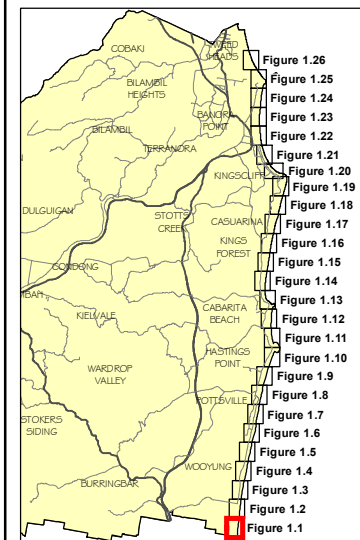 COBAKI
TWEED
HEADS
Figure 1.26
Figure 1.25
BILAMBIL
HEIGHTS
Figure 1.24
BANORA
POINT
Figure 1.23
BILAMBIL
Figure 1.22
TERRANORA
Figure 1.21
Figure 1.20
KINGSCLIFF
Figure 1.19
DULGUIGAN
STOTTS
CREEK
Figure 1.18
CASUARINA
Figure 1.17
KINGS
FOREST
Figure 1.16
Figure 1.15
CONDONG
Figure 1.14
BAH
Figure 1.13
KIELVALE
CABARITA
BEACH
Figure 1.12
Figure 1.11
HASTINGS
POINT
Figure 1.10
WARDROP
VALLEY
Figure 1.9
Figure 1.8
POTTSVILLE
Figure 1.7
STOKERS
SIDING
Figure 1.6
Figure 1.5
WOOYUNG
Figure 1.4
BURRINGBAR
Figure 1.3
Figure 1.2
Figure 1.1